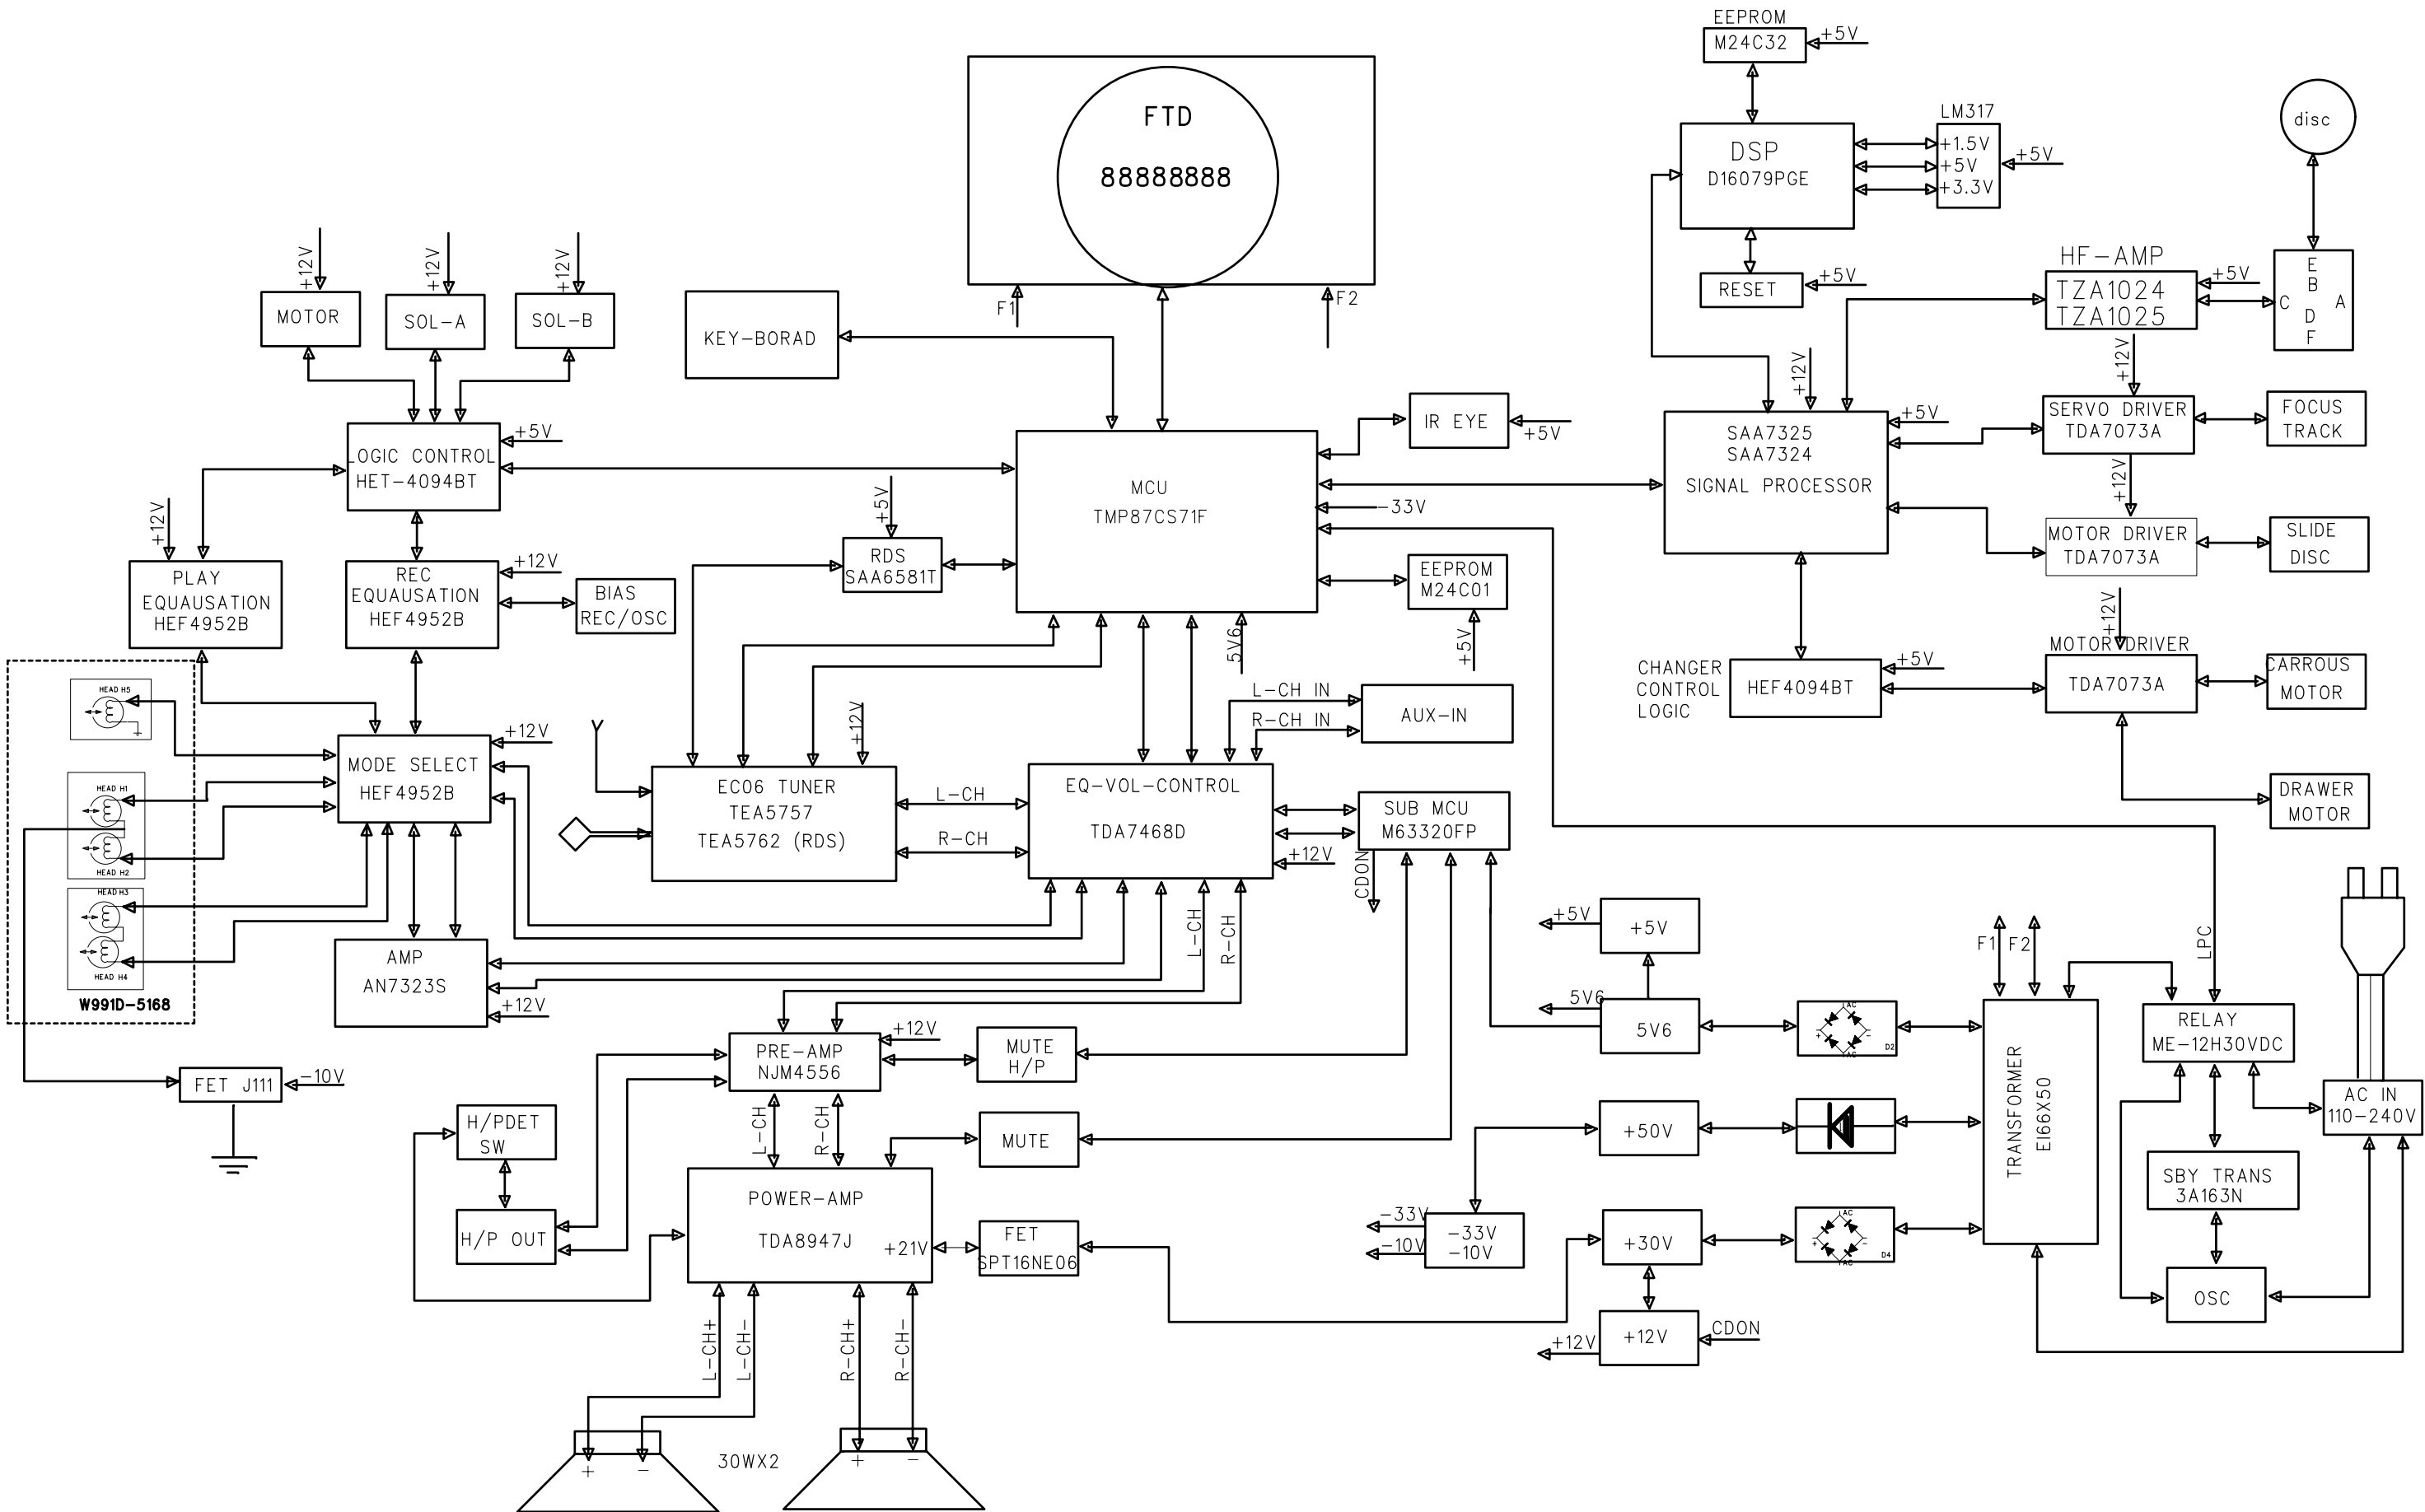 EEPROM
M24C32
+5V
FTD
88888888
F1
F2
DSP
D16079PGE
LM317
+1.5V
+5V
+3.3V
+5V
RESET
+5V
disc
HF-AMP
TZA1024
TZA1025
+5V
E
B
C
A
D
F
+12V
MOTOR
+12V
SOL-A
+12V
SOL-B
KEY-BORAD
LOGIC CONTROL
HET-4094BT
+5V
IR EYE
+5V
MCU
TMP87CS71F
-33V
+12V
SAA7325
SAA7324
SIGNAL PROCESSOR
+5V
+12V
SERVO DRIVER
TDA7073A
FOCUS
TRACK
+12V
MOTOR DRIVER
TDA7073A
SLIDE
DISC
+12V
PLAY
EQUAUSATION
HEF4952B
REC
EQUAUSATION
HEF4952B
+12V
BIAS
REC/OSC
+5V
RDS
SAA6581T
EEPROM
M24C01
+5V
5V6
CHANGER
CONTROL
LOGIC
HEF4094BT
+5V
+12V
MOTOR DRIVER
TDA7073A
CARROUS
MOTOR
DRAWER
MOTOR
HEAD H5
HEAD H1
HEAD H2
HEAD H3
HEAD H4
W991D-5168
MODE SELECT
HEF4952B
+12V
+12V
EC06 TUNER
TEA5757
TEA5762 (RDS)
L-CH
R-CH
EQ-VOL-CONTROL
TDA7468D
+12V
L-CH IN
R-CH IN
AUX-IN
SUB MCU
M63320FP
CDON
AMP
AN7323S
+12V
L-CH
R-CH
FET J111
-10V
PRE-AMP
NJM4556
+12V
MUTE
H/P
L-CH
R-CH
MUTE
H/PDET
SW
H/P OUT
POWER-AMP
TDA8947J
+21V
FET
SPT16NE06
L-CH+
L-CH-
R-CH+
R-CH-
+
-
30WX2
+
-
+5V
+5V
5V6
5V6
AC
+
-
AC
D2
+50V
-33V
-10V
-33V
-10V
+30V
AC
+
-
AC
D4
+12V
+12V
CDON
F1
F2
TRANSFORMER
EI66X50
LPC
RELAY
ME-12H30VDC
AC IN
110-240V
SBY TRANS
3A163N
OSC